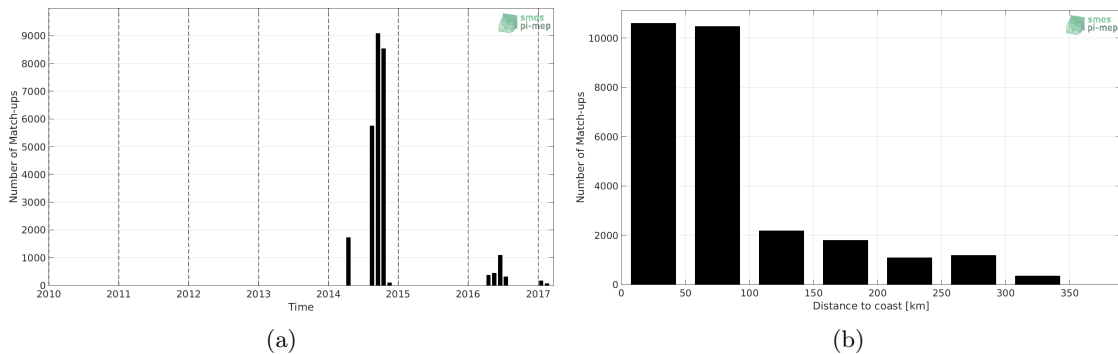 smos
pi-mep
Number of Match-ups
9000
8000
7000
6000
5000
4000
3000
2000
1000
0
2010 2011 2012 2013 2014 2015 2016 2017
Time
(a)
smos
pi-mep
Number of Match-ups
10000
8000
6000
4000
2000
0
0 50 100 150 200 250 300 350
Distance to coast [km]
(b)